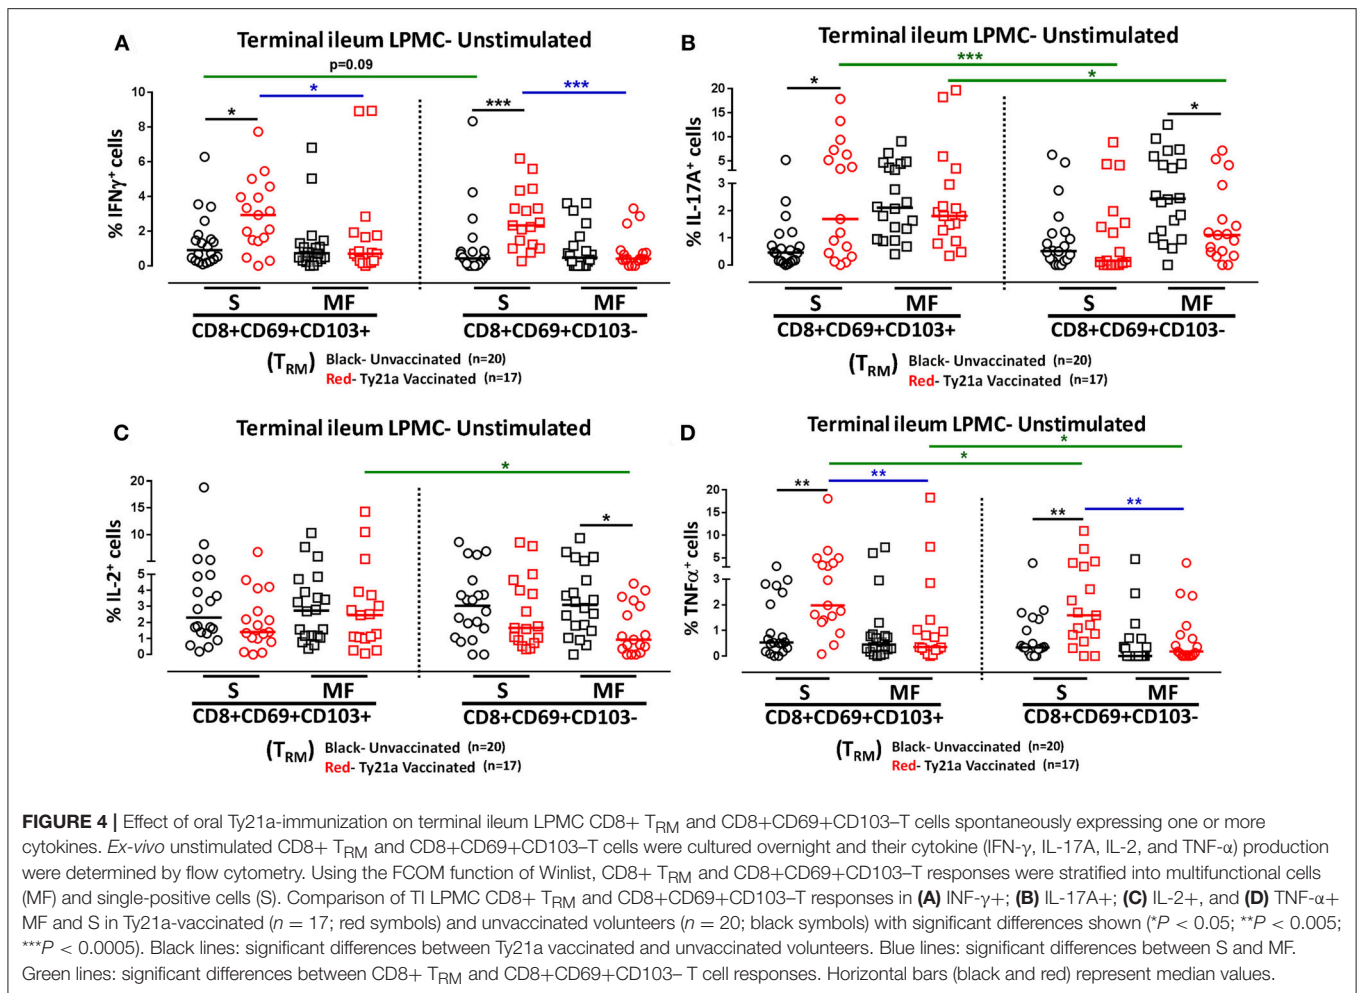 A
Terminal ileum LPMC- Unstimulated
p=0.09
*
*
***
***
% IFNγ+ cells
10
8
6
4
2
0
S MF S MF
CD8+CD69+CD103+ CD8+CD69+CD103-
(TRM) Black- Unvaccinated (n=20)
Red- Ty21a Vaccinated (n=17)
B
Terminal ileum LPMC- Unstimulated
***
*
*
*
% IL-17A+ cells
20
15
10
5
3
2
1
0
S MF S MF
CD8+CD69+CD103+ CD8+CD69+CD103-
(TRM) Black- Unvaccinated (n=20)
Red- Ty21a Vaccinated (n=17)
C
Terminal ileum LPMC- Unstimulated
*
*
% IL-2+ cells
20
15
10
5
4
3
2
1
0
S MF S MF
CD8+CD69+CD103+ CD8+CD69+CD103-
(TRM) Black- Unvaccinated (n=20)
Red- Ty21a Vaccinated (n=17)
D
Terminal ileum LPMC- Unstimulated
*
*
**
**
**
**
% TNFα+ cells
20
15
10
5
3
2
1
0
S MF S MF
CD8+CD69+CD103+ CD8+CD69+CD103-
(TRM) Black- Unvaccinated (n=20)
Red- Ty21a Vaccinated (n=17)
FIGURE 4 | Effect of oral Ty21a-immunization on terminal ileum LPMC CD8+ TRM and CD8+CD69+CD103–T cells spontaneously expressing one or more
cytokines. Ex-vivo unstimulated CD8+ TRM and CD8+CD69+CD103–T cells were cultured overnight and their cytokine (IFN-γ, IL-17A, IL-2, and TNF-α) production
were determined by flow cytometry. Using the FCOM function of Winlist, CD8+ TRM and CD8+CD69+CD103–T responses were stratified into multifunctional cells
(MF) and single-positive cells (S). Comparison of TI LPMC CD8+ TRM and CD8+CD69+CD103–T responses in (A) INF-γ+; (B) IL-17A+; (C) IL-2+, and (D) TNF-α+
MF and S in Ty21a-vaccinated (n = 17; red symbols) and unvaccinated volunteers (n = 20; black symbols) with significant differences shown (*P < 0.05; **P < 0.005;
***P < 0.0005). Black lines: significant differences between Ty21a vaccinated and unvaccinated volunteers. Blue lines: significant differences between S and MF.
Green lines: significant differences between CD8+ TRM and CD8+CD69+CD103– T cell responses. Horizontal bars (black and red) represent median values.